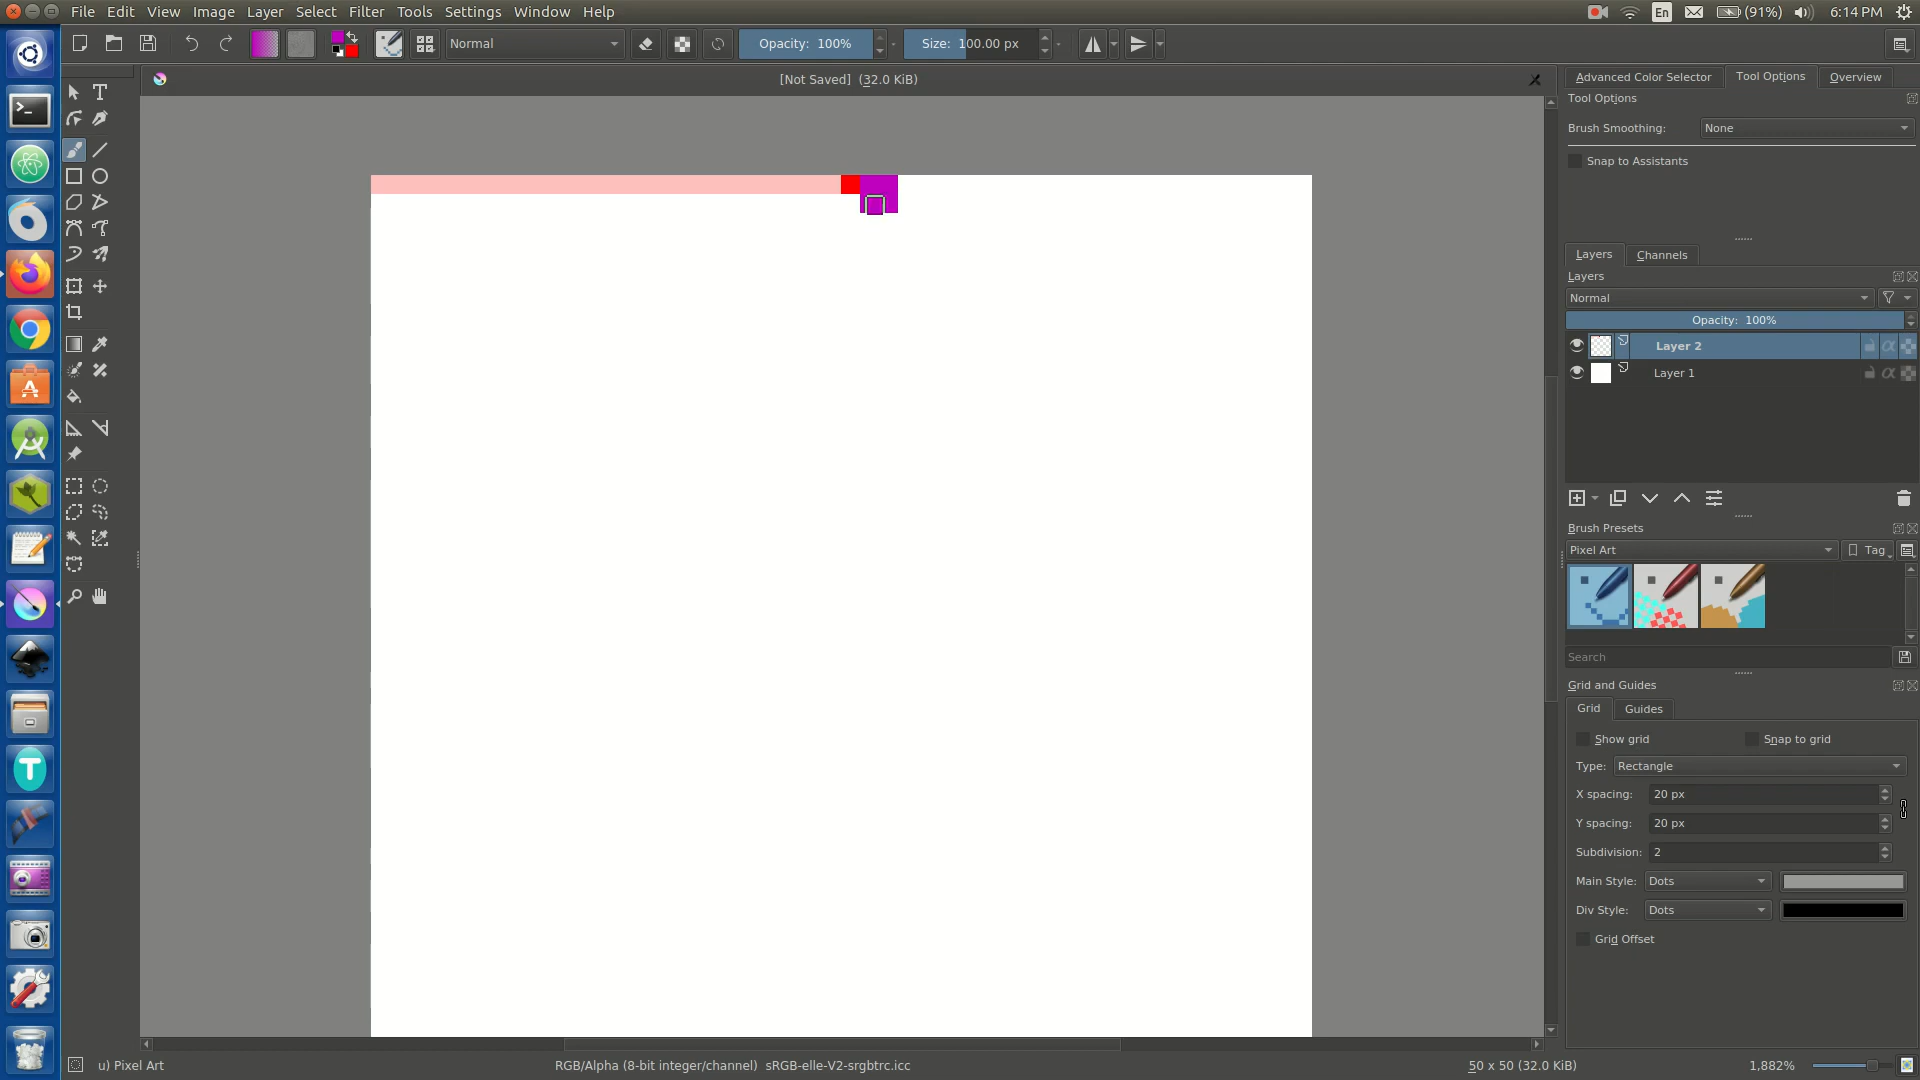 File Edit View Image Layer Select Filter Tools Settings Window Help
En (91%) 6:14 PM
Normal Opacity: 100% Size: 100.00 px
[Not Saved] (32.0 KiB)
Advanced Color Selector Tool Options Overview
Tool Options
Brush Smoothing: None
Snap to Assistants
Layers Channels
Layers
Normal
Opacity: 100%
Layer 2
Layer 1
Brush Presets
Pixel Art Tag
Search
Grid and Guides
Grid Guides
Show grid Snap to grid
Type: Rectangle
X spacing: 20 px
Y spacing: 20 px
Subdivision: 2
Main Style: Dots
Div Style: Dots
Grid Offset
u) Pixel Art RGB/Alpha (8-bit integer/channel) sRGB-elle-V2-srgbtrc.icc 50 x 50 (32.0 KiB) 1,882%